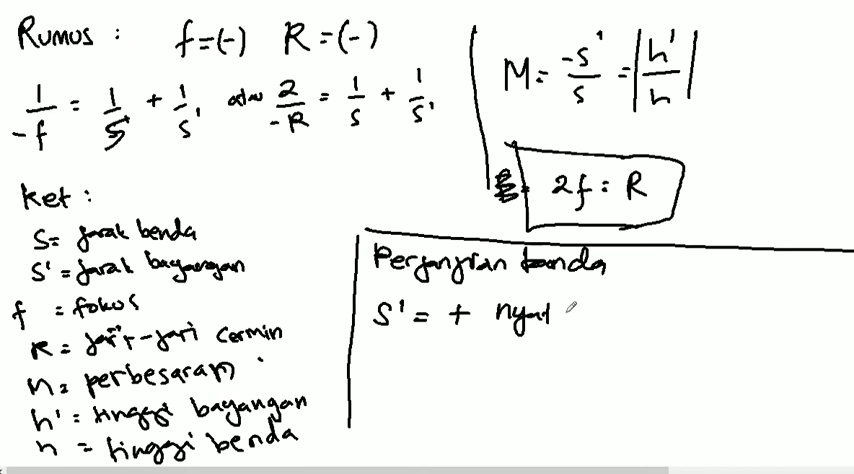 Rumus : f = (-) R = (-)
1/-f = 1/s + 1/s' atau 2/-R = 1/s + 1/s'
M = -s'/s = |h'/h|
2f = R
Ket :
S = jarak benda
S' = jarak bayangan
f = fokus
R = jari-jari cermin
M = perbesaran
h' = tinggi bayangan
h = tinggi benda
Perjanjian tanda
S' = + nyat